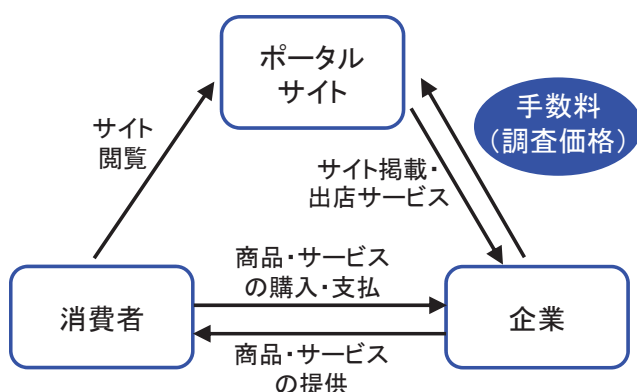 ポータル
サイト
手数料
（調査価格）
サイト
閲覧
サイト掲載・
出店サービス
商品・サービス
の購入・支払
消費者
企業
商品・サービス
の提供